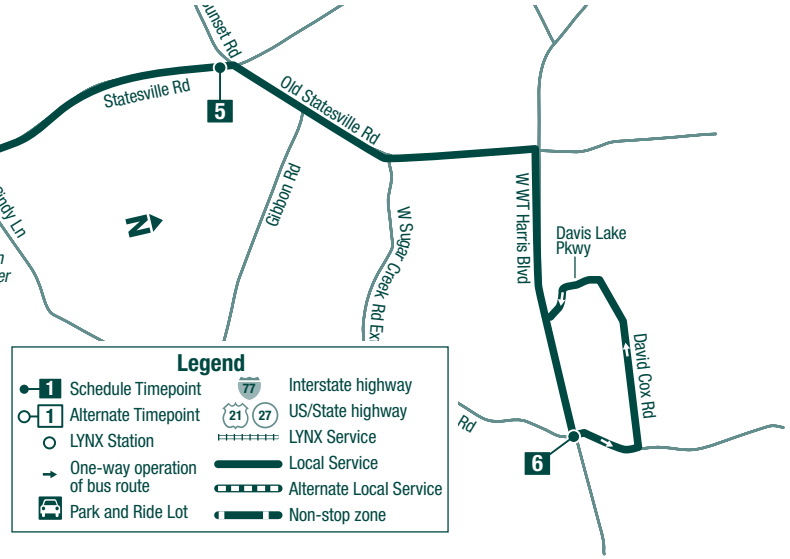 Sunset Rd
Statesville Rd
5
Old Statesville Rd
Gibbon Rd
W Sugar Creek Rd
W WT Harris Blvd
Davis Lake
Pkwy
David Cox Rd
N
Ln
Rd
6
Legend
1 Schedule Timepoint
1 Alternate Timepoint
LYNX Station
One-way operation
of bus route
Park and Ride Lot
77 Interstate highway
21 27 US/State highway
LYNX Service
Local Service
Alternate Local Service
Non-stop zone